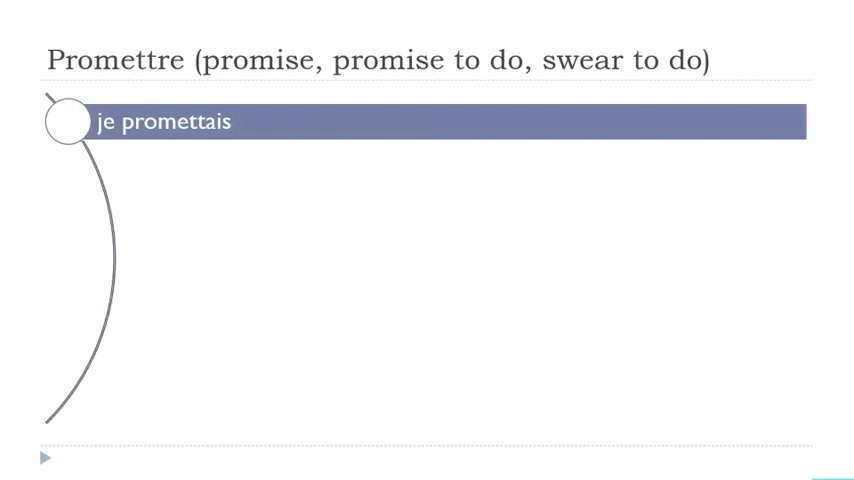 Promettre (promise, promise to do, swear to do)
je promettais